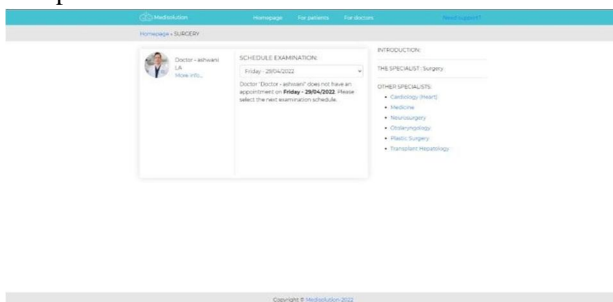 Medisolution
Homepage
For patients
For doctors
Need support?
Homepage » SURGERY
Doctor - ashwani
LA
More info...
SCHEDULE EXAMINATION:
Friday - 29/04/2022
Doctor "Doctor - ashwani" does not have an
appointment on Friday - 29/04/2022. Please
select the next examination schedule.
INTRODUCTION:
THE SPECIALIST: Surgery
OTHER SPECIALISTS:
Cardiology (Heart)
Medicine
Neurosurgery
Otolaryngology
Plastic Surgery
Transplant Hepatology
Copyright © Medisolution 2022